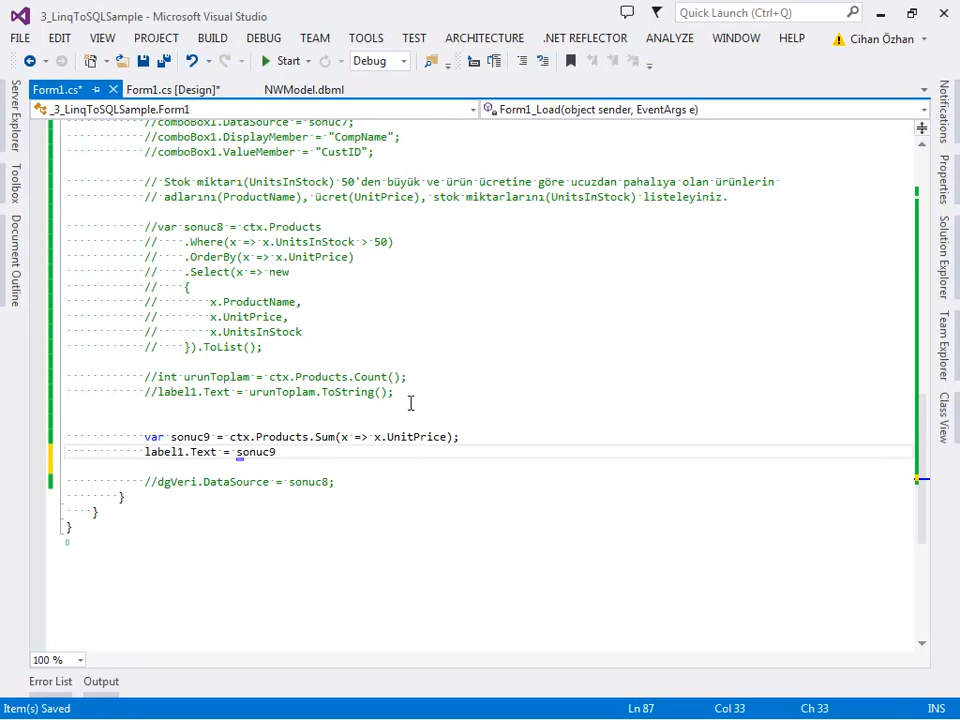 3_LinqToSQLSample - Microsoft Visual Studio
Quick Launch (Ctrl+Q)
FILE EDIT VIEW PROJECT BUILD DEBUG TEAM TOOLS TEST ARCHITECTURE .NET REFLECTOR ANALYZE WINDOW HELP Cihan Özhan
Start Debug
Form1.cs* Form1.cs [Design]* NWModel.dbml
_3_LinqToSQLSample.Form1 Form1_Load(object sender, EventArgs e)
//comboBox1.DataSource = sonuc7;
//comboBox1.DisplayMember = "CompName";
//comboBox1.ValueMember = "CustID";
// Stok miktarı(UnitsInStock) 50'den büyük ve ürün ücretine göre ucuzdan pahalıya olan ürünlerin
// adlarını(ProductName), ücret(UnitPrice), stok miktarlarını(UnitsInStock) listeleyiniz.
//var sonuc8 = ctx.Products
// .Where(x => x.UnitsInStock > 50)
// .OrderBy(x => x.UnitPrice)
// .Select(x => new
// {
// x.ProductName,
// x.UnitPrice,
// x.UnitsInStock
// }).ToList();
//int urunToplam = ctx.Products.Count();
//label1.Text = urunToplam.ToString();
var sonuc9 = ctx.Products.Sum(x => x.UnitPrice);
label1.Text = sonuc9
//dgVeri.DataSource = sonuc8;
}
}
}
100 %
Error List Output
Item(s) Saved Ln 87 Col 33 Ch 33 INS
Server Explorer
Toolbox
Document Outline
Notifications
Properties
Solution Explorer
Team Explorer
Class View